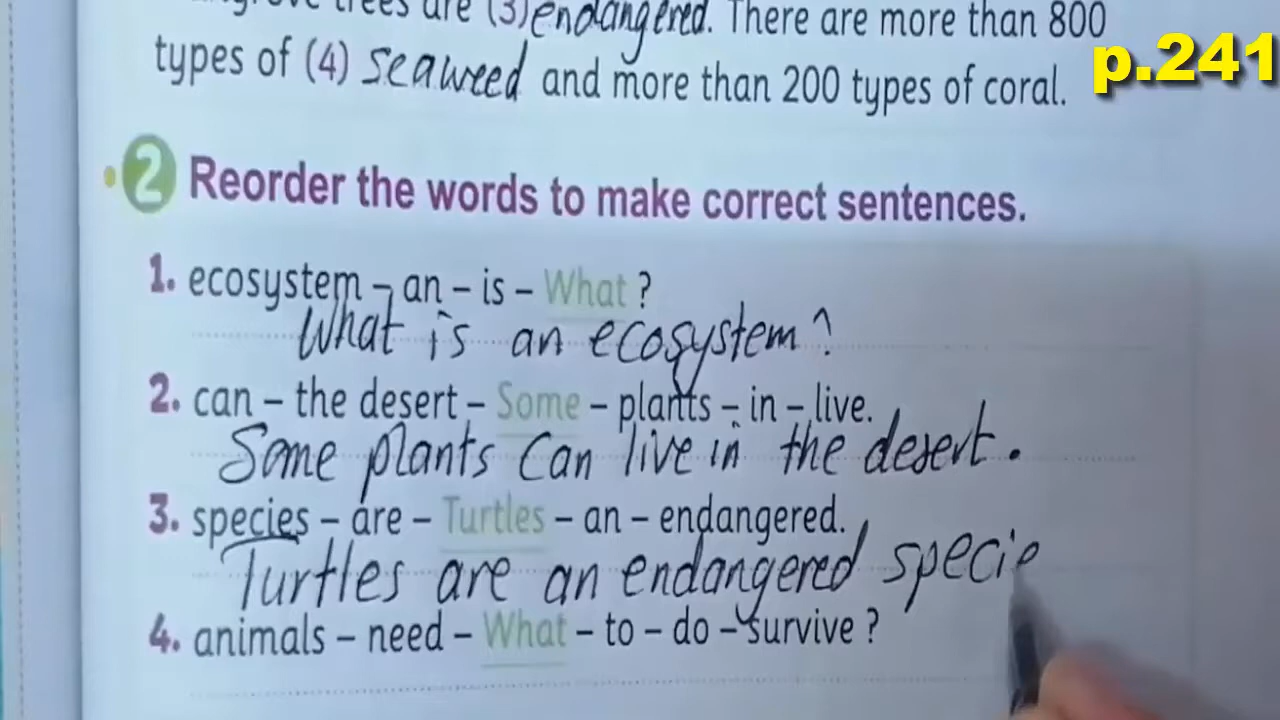 trees are (3) endangered. There are more than 800
p.241
types of (4) seaweed and more than 200 types of coral.
2 Reorder the words to make correct sentences.
1. ecosystem – an – is – What ?
What is an ecosystem?
2. can – the desert – Some – plants – in – live.
Some plants can live in the desert.
3. species – are – Turtles – an – endangered.
Turtles are an endangered specie
4. animals – need – What – to – do – survive ?